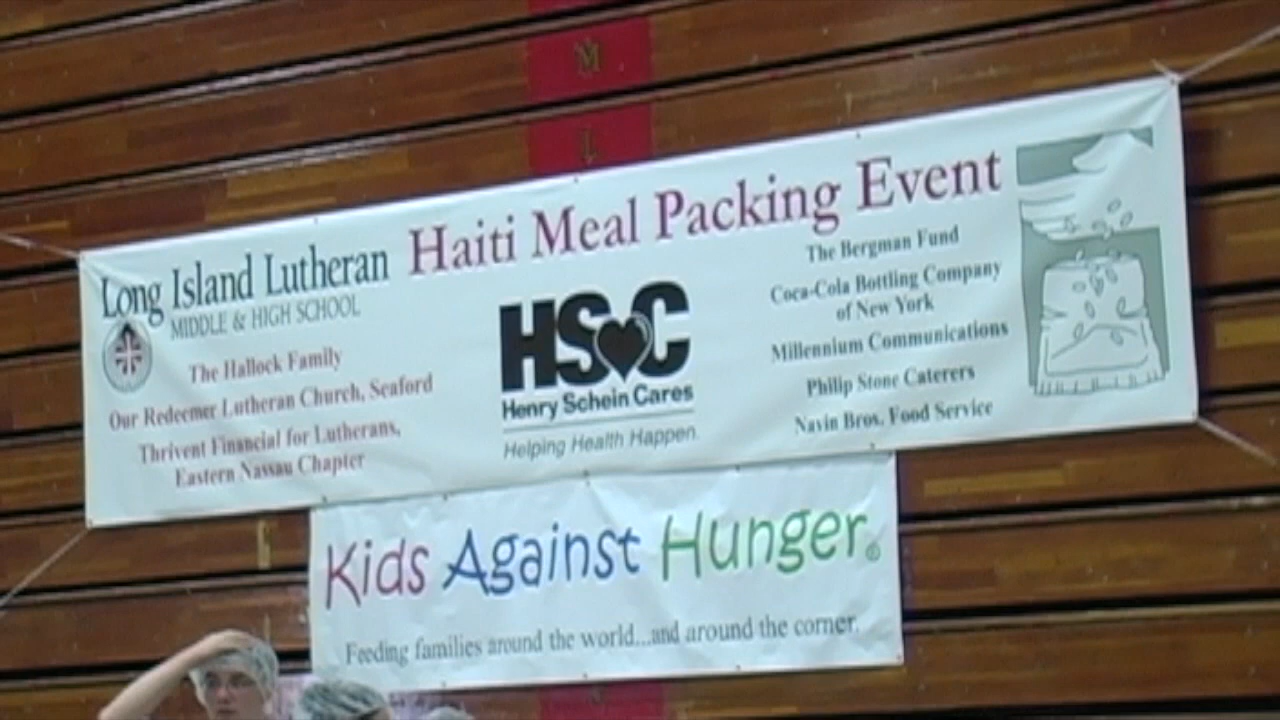 M
L
Long Island Lutheran Haiti Meal Packing Event
MIDDLE & HIGH SCHOOL
The Hallock Family
Our Redeemer Lutheran Church, Seaford
Thrivent Financial for Lutherans,
Eastern Nassau Chapter
HSC
Henry Schein Cares
Helping Health Happen.
The Bergman Fund
Coca-Cola Bottling Company
of New York
Millennium Communications
Philip Stone Caterers
Navin Bros. Food Service
Kids Against Hunger®
Feeding families around the world...and around the corner.